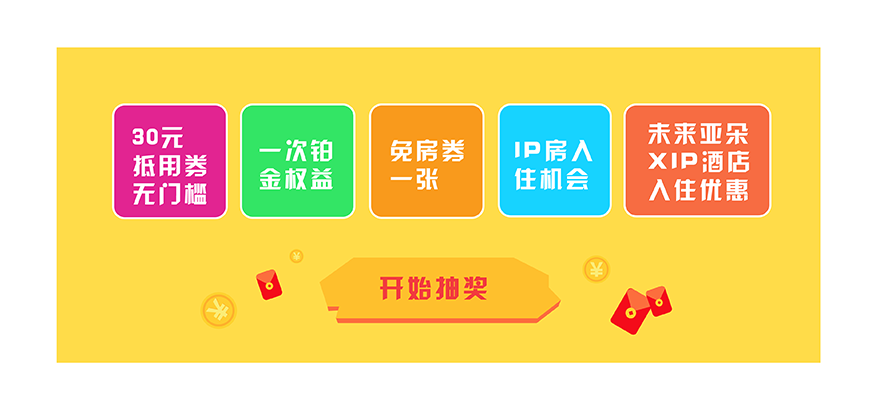 30元
抵用券
无门槛
一次铂
金权益
免房券
一张
IP房入
住机会
未来亚朵
XIP酒店
入住优惠
开始抽奖
¥
¥
¥